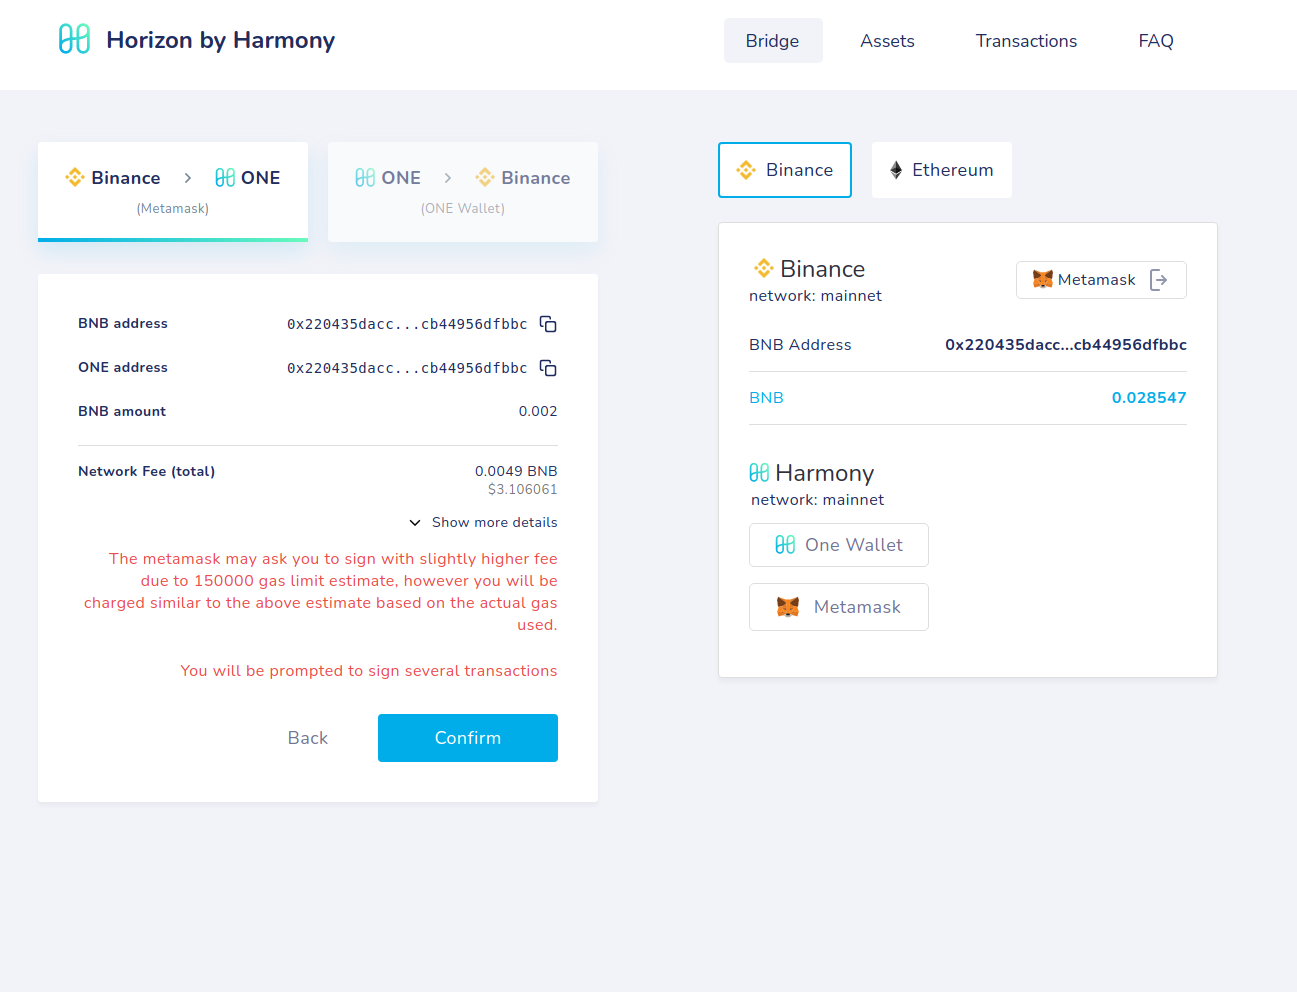 Horizon by Harmony
Bridge
Assets
Transactions
FAQ
Binance > ONE
(Metamask)
ONE > Binance
(ONE Wallet)
BNB address 0x220435dacc...cb44956dfbbc
ONE address 0x220435dacc...cb44956dfbbc
BNB amount 0.002
Network Fee (total) 0.0049 BNB
$3.106061
Show more details
The metamask may ask you to sign with slightly higher fee
due to 150000 gas limit estimate, however you will be
charged similar to the above estimate based on the actual gas
used.
You will be prompted to sign several transactions
Back
Confirm
Binance
Ethereum
Binance
network: mainnet
Metamask
BNB Address 0x220435dacc...cb44956dfbbc
BNB 0.028547
Harmony
network: mainnet
One Wallet
Metamask